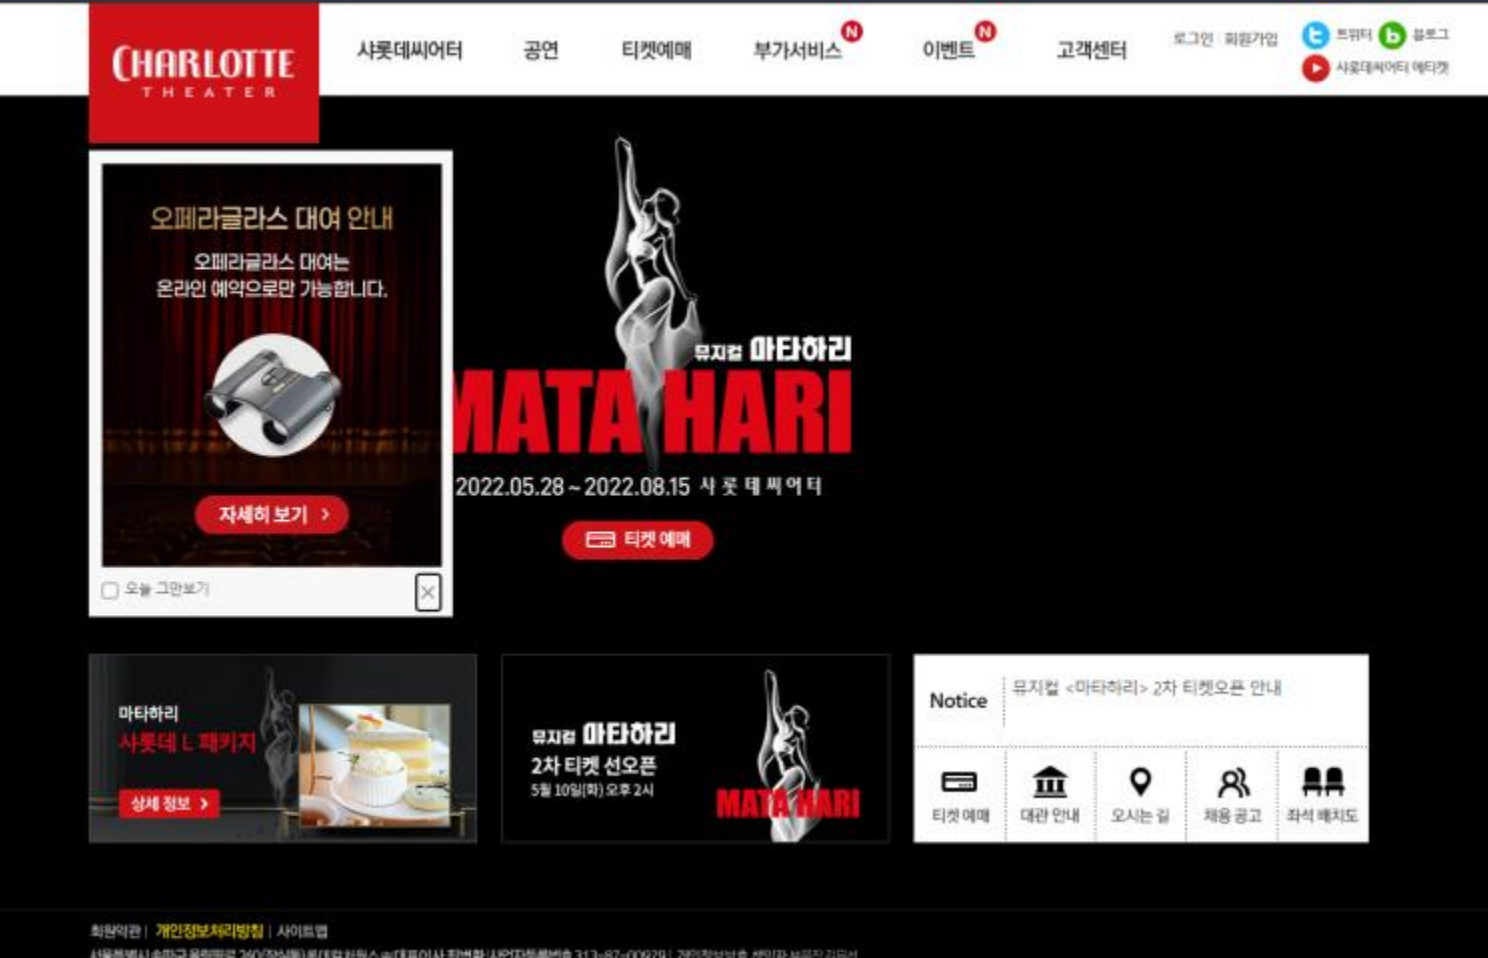 CHARLOTTE
THEATER
샤롯데씨어터
공연
티켓예매
부가서비스
N
이벤트
N
고객센터
로그인
회원가입
트위터
블로그
샤롯데씨어터 에티켓
오페라글라스 대여 안내
오페라글라스 대여는
온라인 예약으로만 가능합니다.
자세히 보기 >
오늘 그만보기
뮤지컬 마타하리
MATA HARI
2022.05.28 ~ 2022.08.15 샤롯데씨어터
티켓 예매
마타하리
샤롯데 L 패키지
상세 정보 >
뮤지컬 마타하리
2차 티켓 선오픈
5월 10일(화) 오후 2시
MATA HARI
Notice
뮤지컬 <마타하리> 2차 티켓오픈 안내
티켓 예매
대관 안내
오시는 길
채용 공고
좌석 배치도
회원약관 | 개인정보처리방침 | 사이트맵